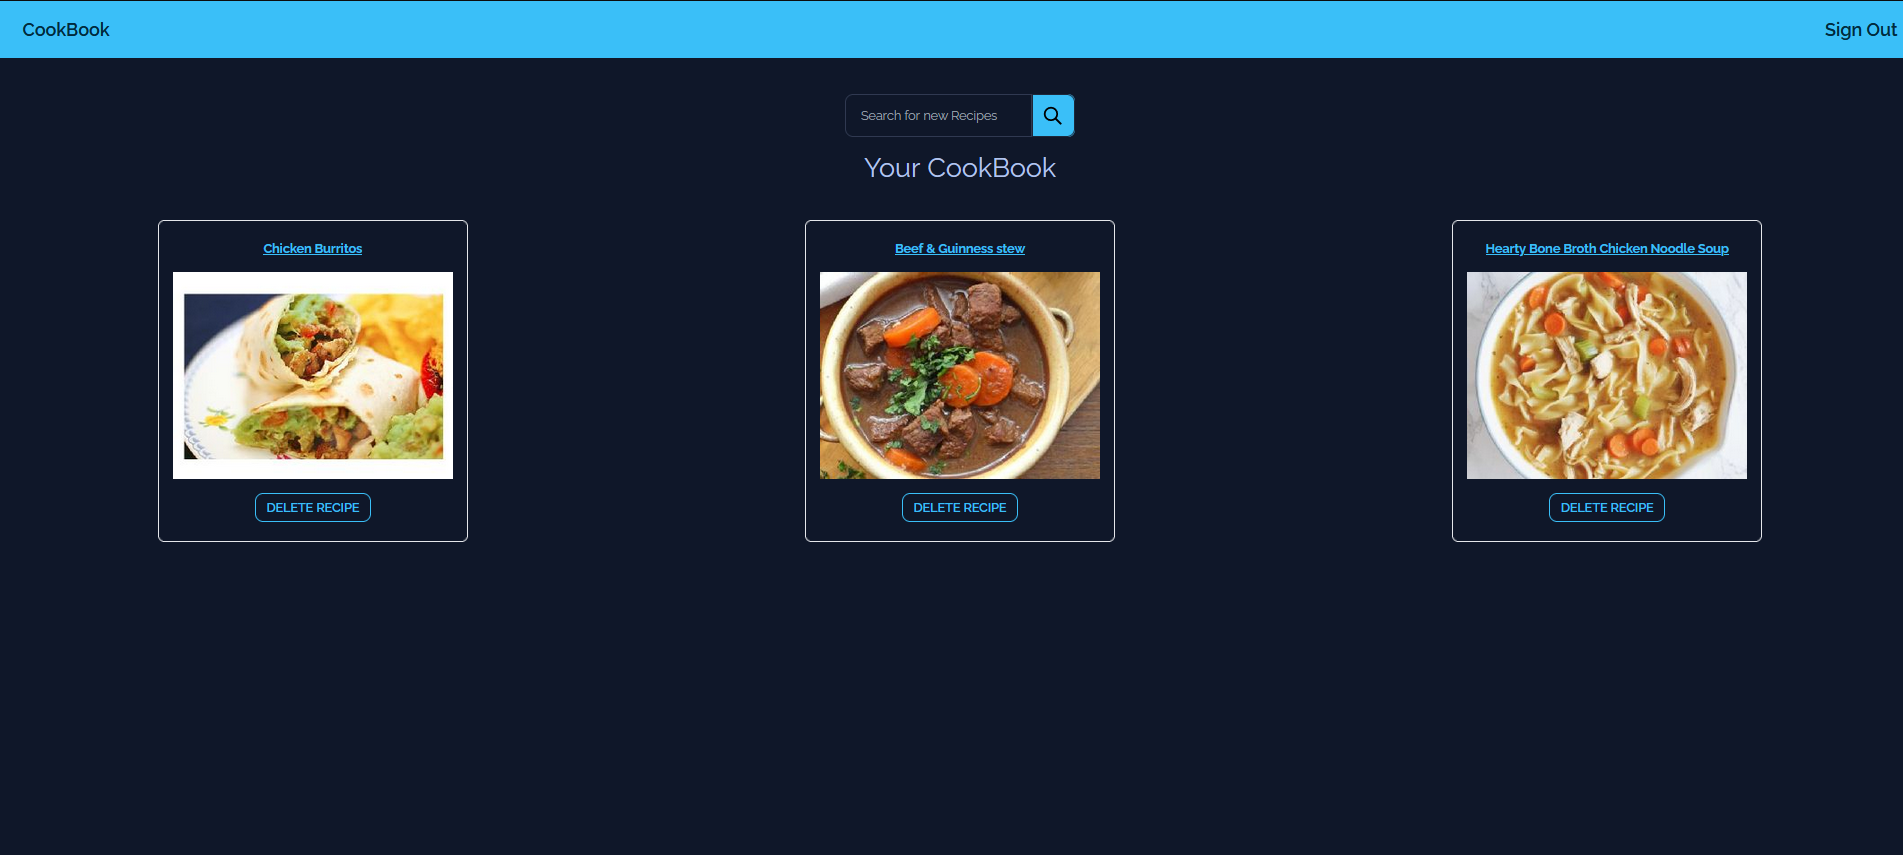 CookBook
Sign Out
Search for new Recipes
Your CookBook
Chicken Burritos
Beef & Guinness stew
Hearty Bone Broth Chicken Noodle Soup
DELETE RECIPE
DELETE RECIPE
DELETE RECIPE